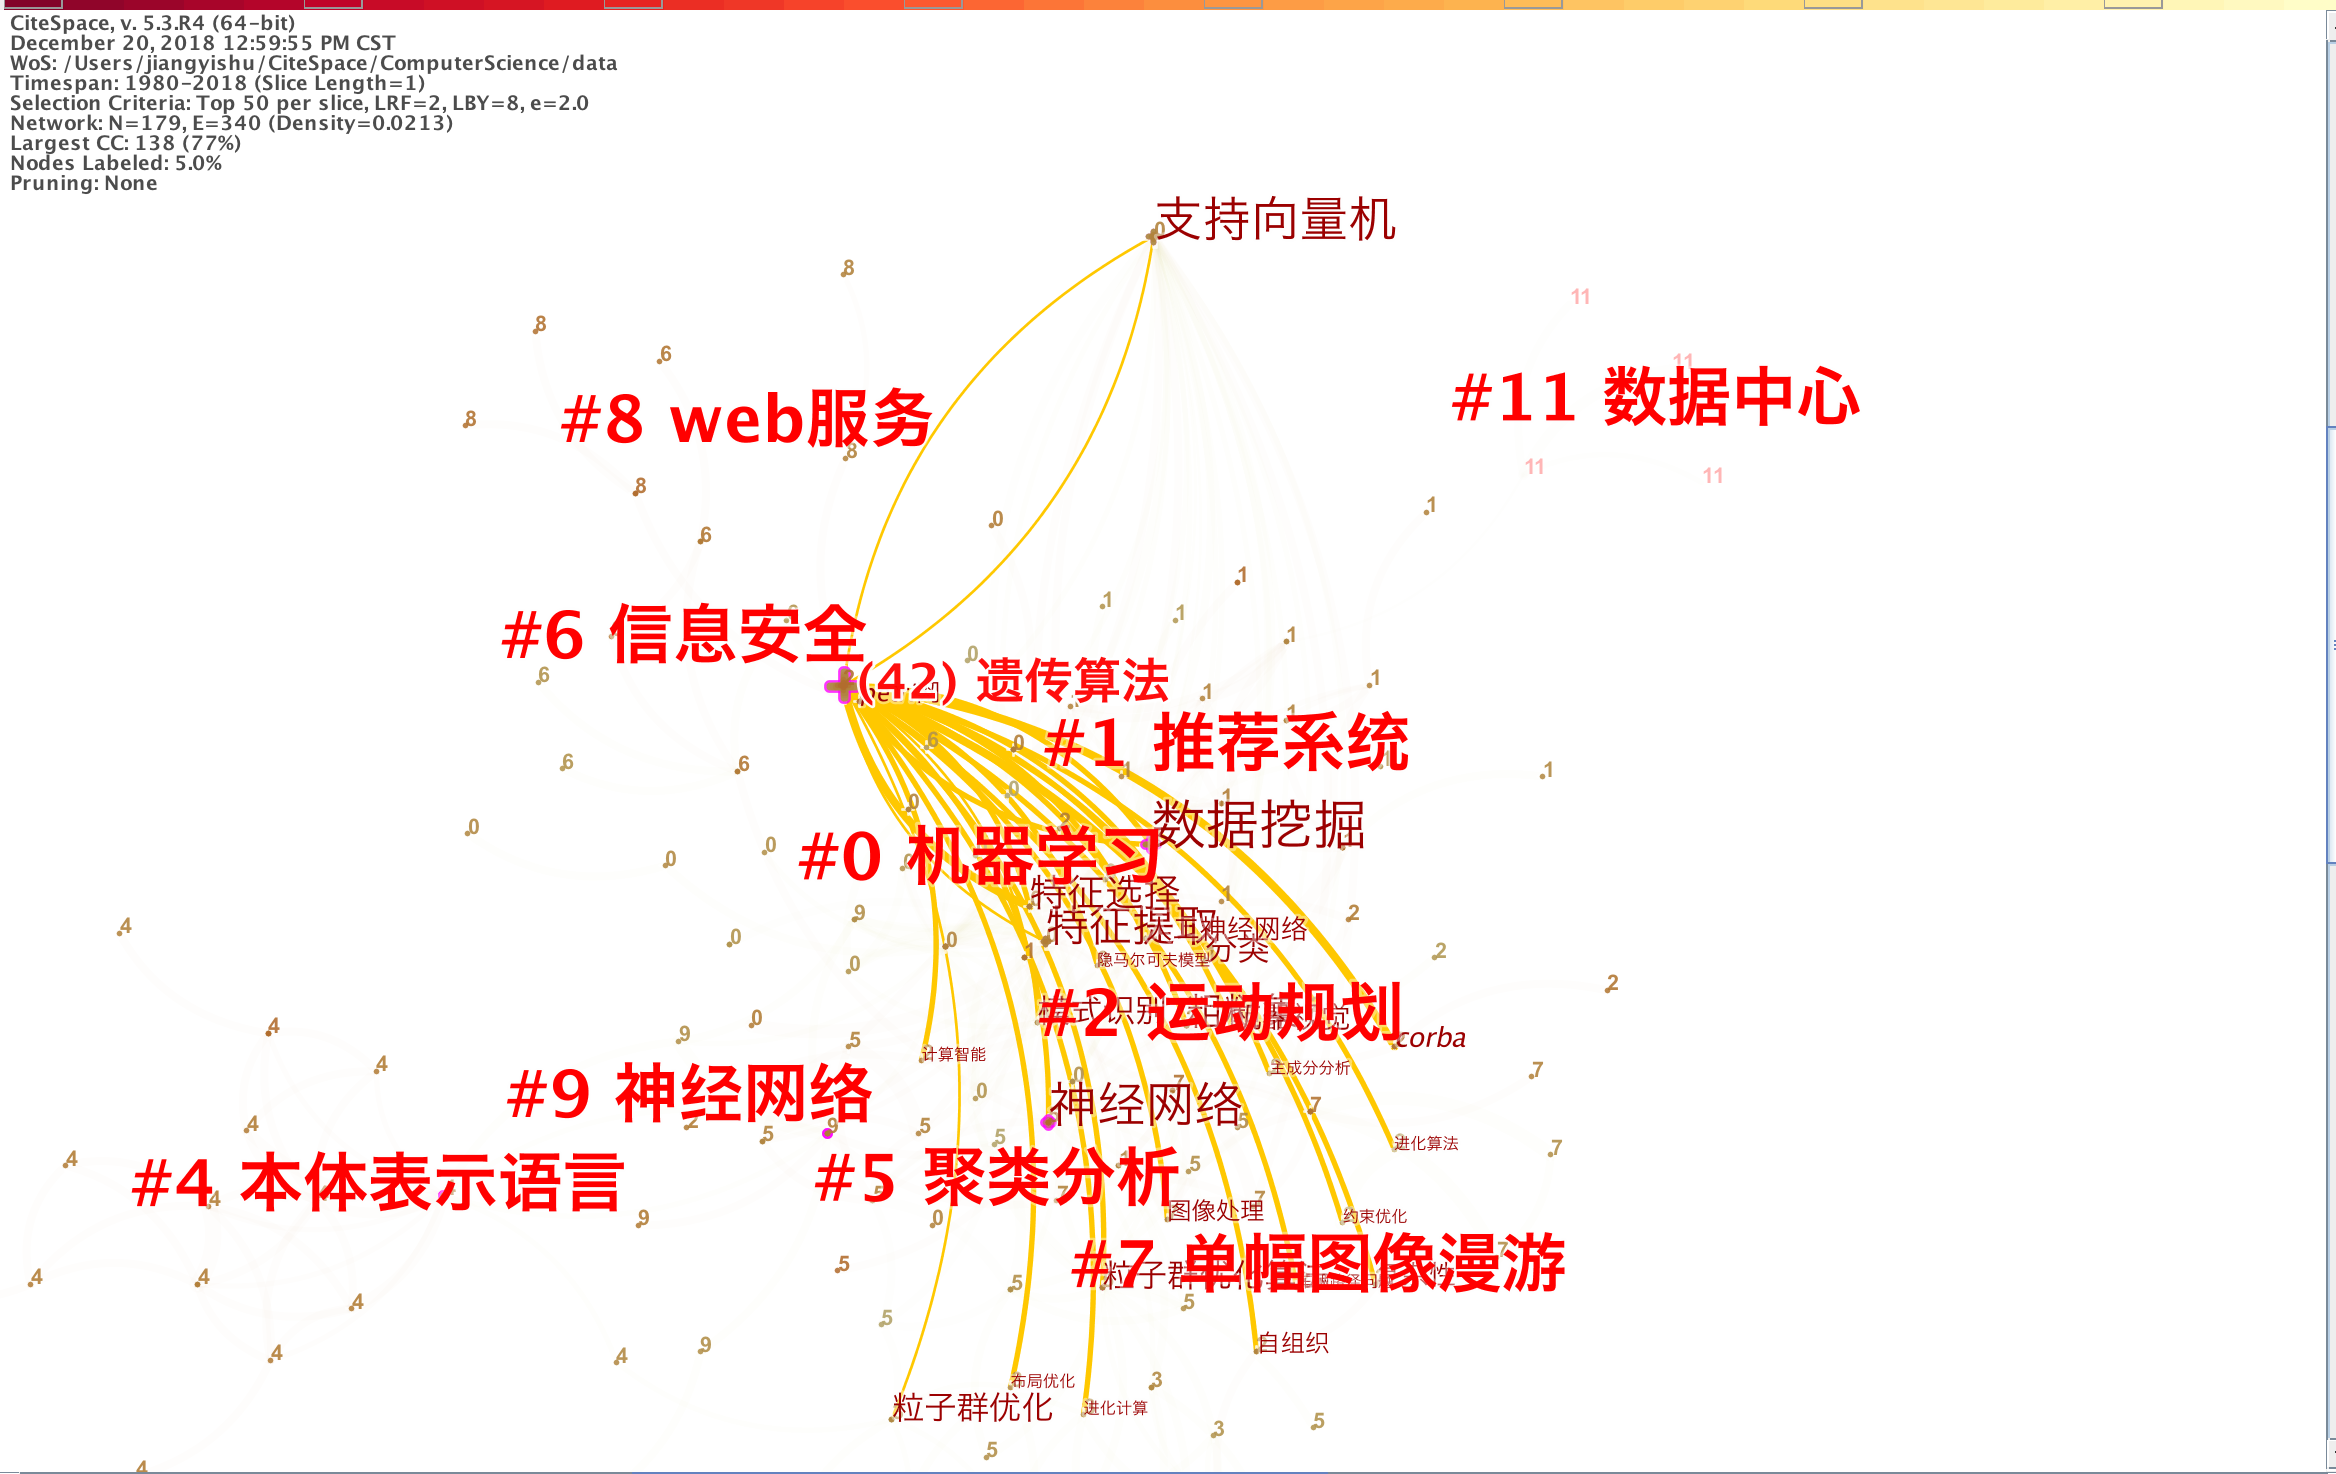 CiteSpace, v. 5.3.R4 (64-bit)
December 20, 2018 12:59:55 PM CST
WoS: /Users/jiangyishu/CiteSpace/ComputerScience/data
Timespan: 1980-2018 (Slice Length=1)
Selection Criteria: Top 50 per slice, LRF=2, LBY=8, e=2.0
Network: N=179, E=340 (Density=0.0213)
Largest CC: 138 (77%)
Nodes Labeled: 5.0%
Pruning: None
支持向量机
#8 web服务
#11 数据中心
#6 信息安全
(42) 遗传算法
#1 推荐系统
数据挖掘
#0 机器学习
特征选择
特征提取
神经网络
分类
隐马尔可夫模型
#2 运动规划
模式识别
corba
计算智能
主成分分析
#9 神经网络
神经网络
进化算法
#4 本体表示语言
#5 聚类分析
图像处理
约束优化
#7 单幅图像漫游
自组织
布局优化
粒子群优化
进化计算